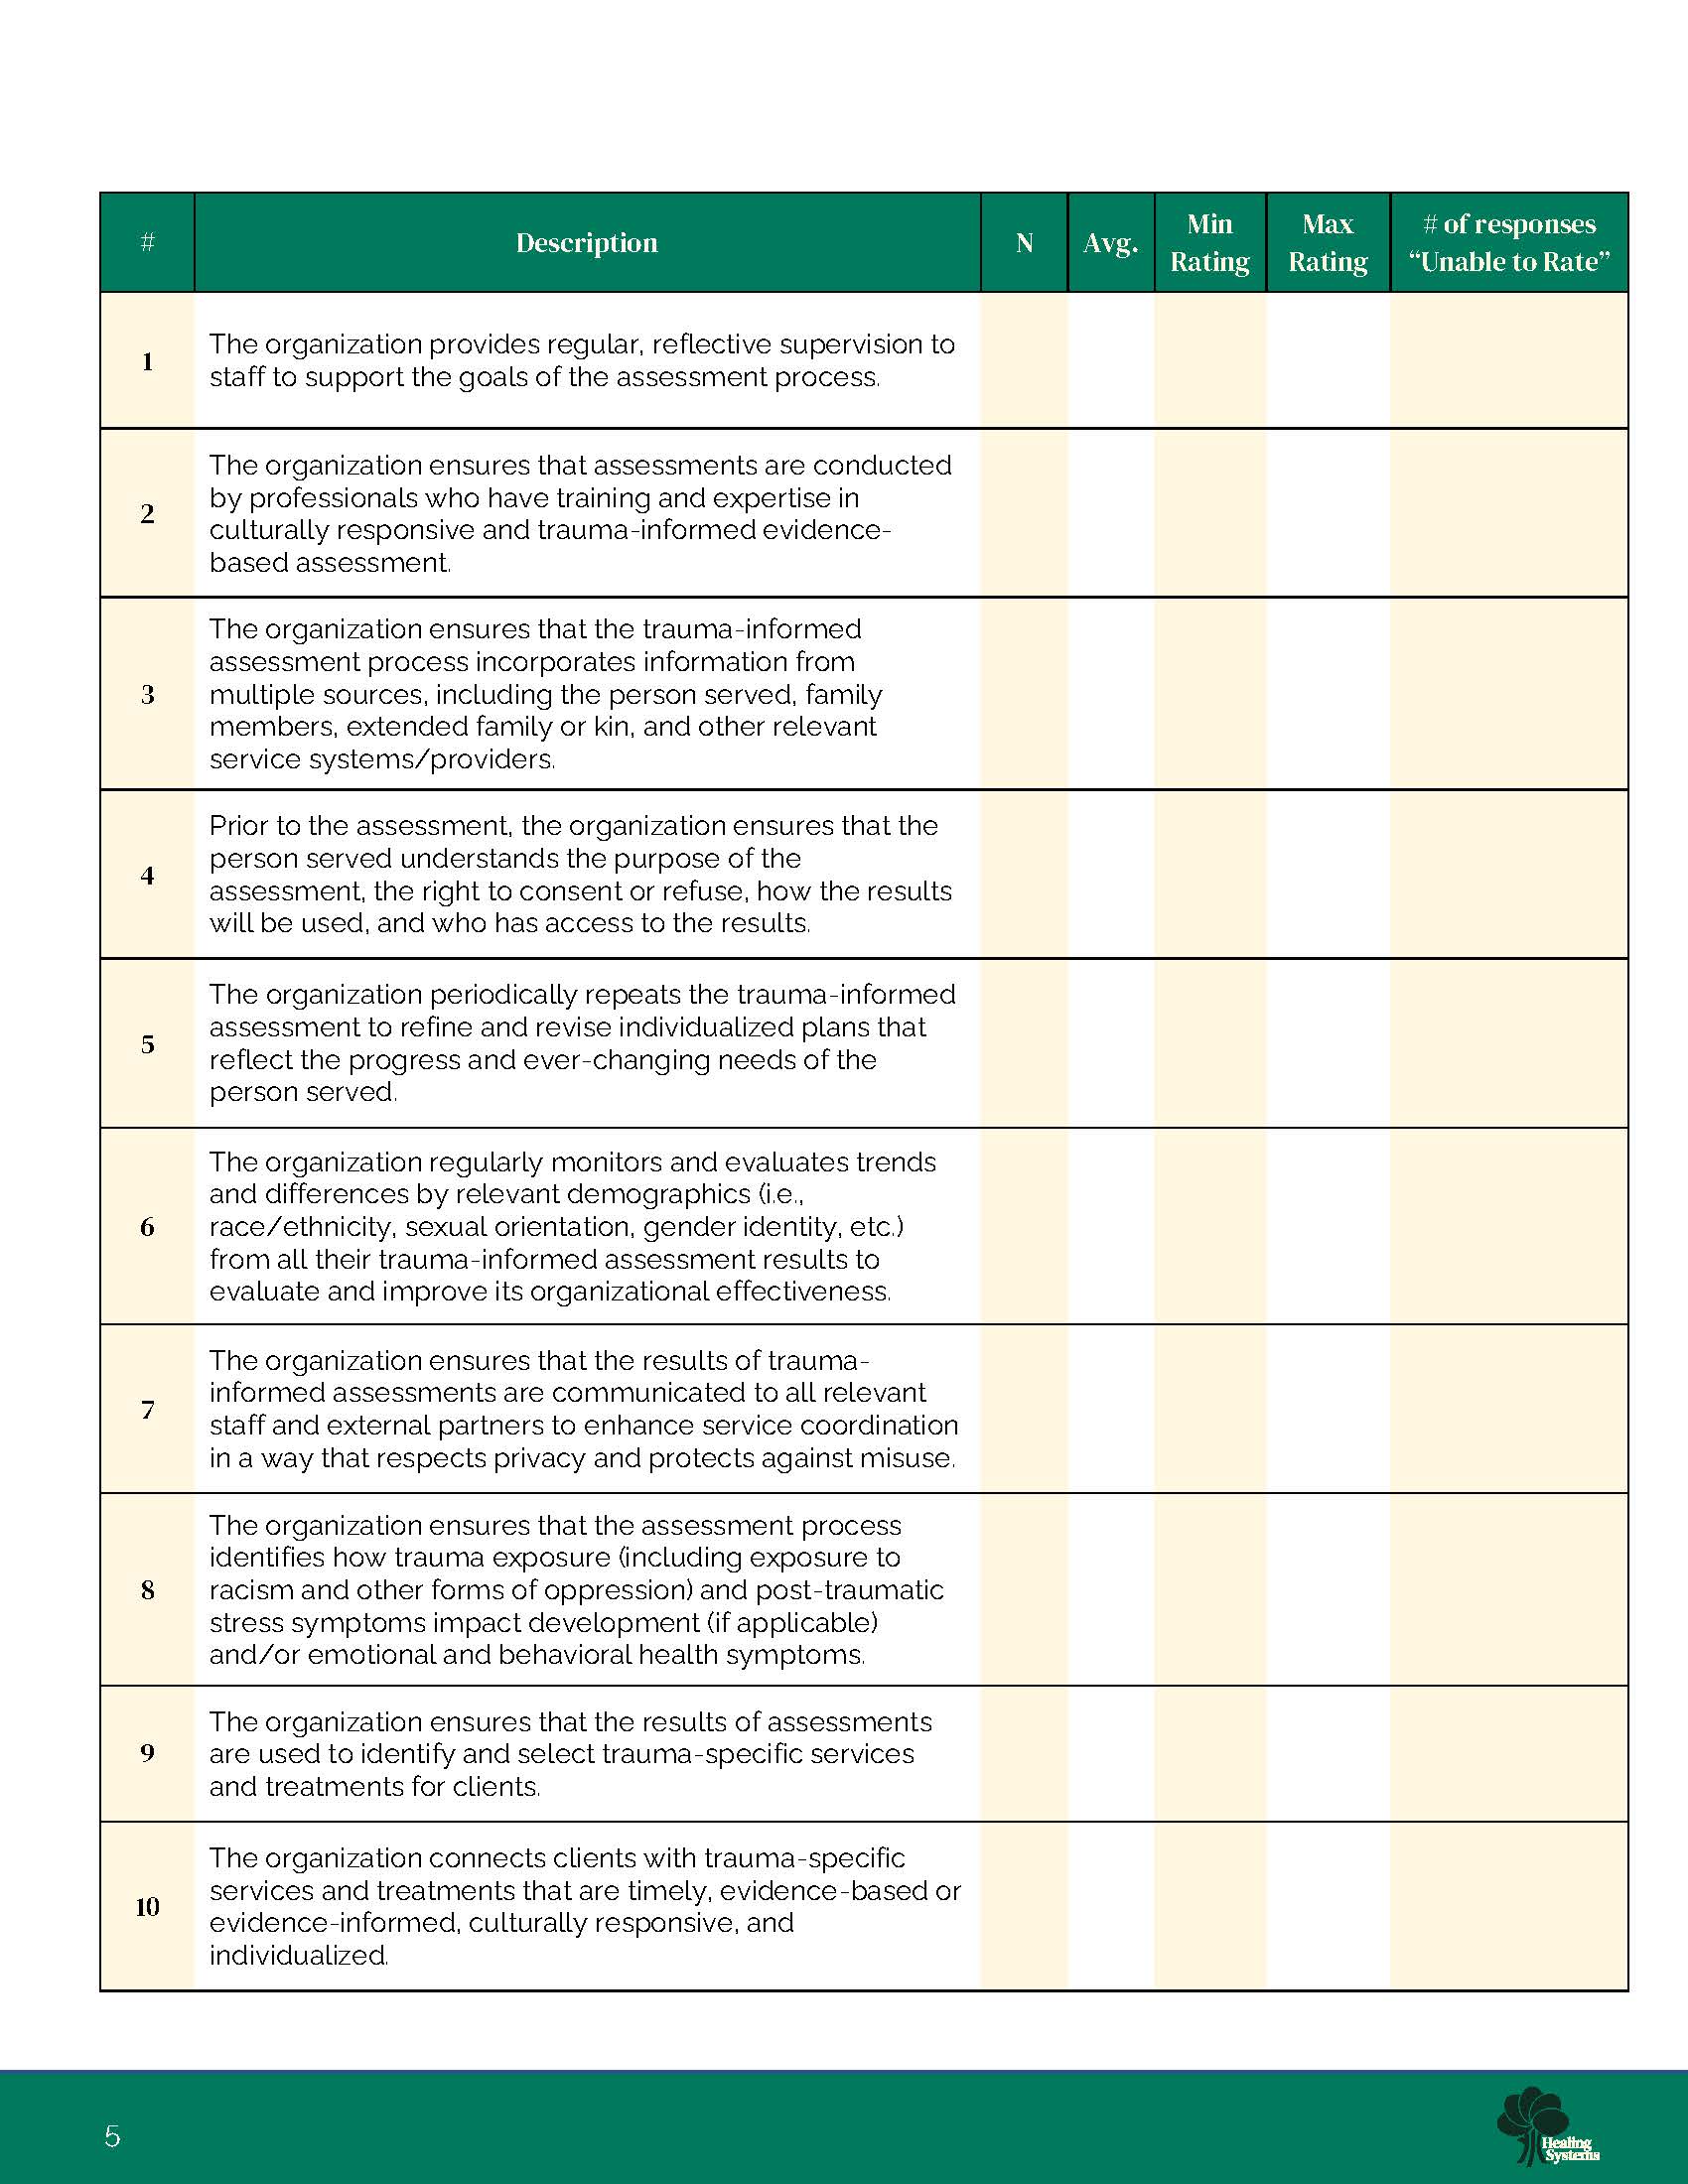 # Description N Avg. Min Rating Max Rating # of responses “Unable to Rate”
1
The organization provides regular, reflective supervision to
staff to support the goals of the assessment process.
2
The organization ensures that assessments are conducted
by professionals who have training and expertise in
culturally responsive and trauma-informed evidence-
based assessment.
3
The organization ensures that the trauma-informed
assessment process incorporates information from
multiple sources, including the person served, family
members, extended family or kin, and other relevant
service systems/providers.
4
Prior to the assessment, the organization ensures that the
person served understands the purpose of the
assessment, the right to consent or refuse, how the results
will be used, and who has access to the results.
5
The organization periodically repeats the trauma-informed
assessment to refine and revise individualized plans that
reflect the progress and ever-changing needs of the
person served.
6
The organization regularly monitors and evaluates trends
and differences by relevant demographics (i.e.,
race/ethnicity, sexual orientation, gender identity, etc.)
from all their trauma-informed assessment results to
evaluate and improve its organizational effectiveness.
7
The organization ensures that the results of trauma-
informed assessments are communicated to all relevant
staff and external partners to enhance service coordination
in a way that respects privacy and protects against misuse.
8
The organization ensures that the assessment process
identifies how trauma exposure (including exposure to
racism and other forms of oppression) and post-traumatic
stress symptoms impact development (if applicable)
and/or emotional and behavioral health symptoms.
9
The organization ensures that the results of assessments
are used to identify and select trauma-specific services
and treatments for clients.
10
The organization connects clients with trauma-specific
services and treatments that are timely, evidence-based or
evidence-informed, culturally responsive, and
individualized.
5
Healing
Systems